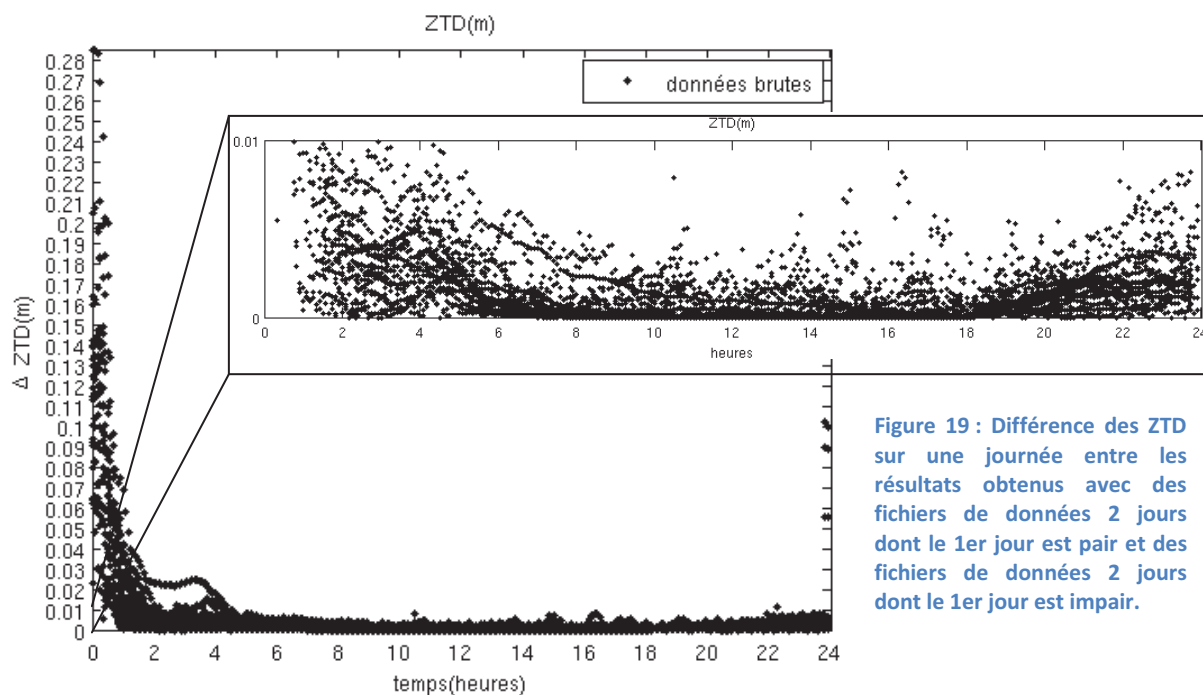 ZTD(m)
données brutes
0.28
0.27
0.26
0.25
0.24
0.23
0.22
0.21
0.2
0.19
0.18
0.17
0.16
0.15
0.14
0.13
0.12
0.11
0.1
0.09
0.08
0.07
0.06
0.05
0.04
0.03
0.02
0.01
0
Δ ZTD(m)
0 2 4 6 8 10 12 14 16 18 20 22 24
temps(heures)
ZTD(m)
0.01
0
0 2 4 6 8 10 12 14 16 18 20 22 24
heures
Figure 19 : Différence des ZTD
sur une journée entre les
résultats obtenus avec des
fichiers de données 2 jours
dont le 1er jour est pair et des
fichiers de données 2 jours
dont le 1er jour est impair.